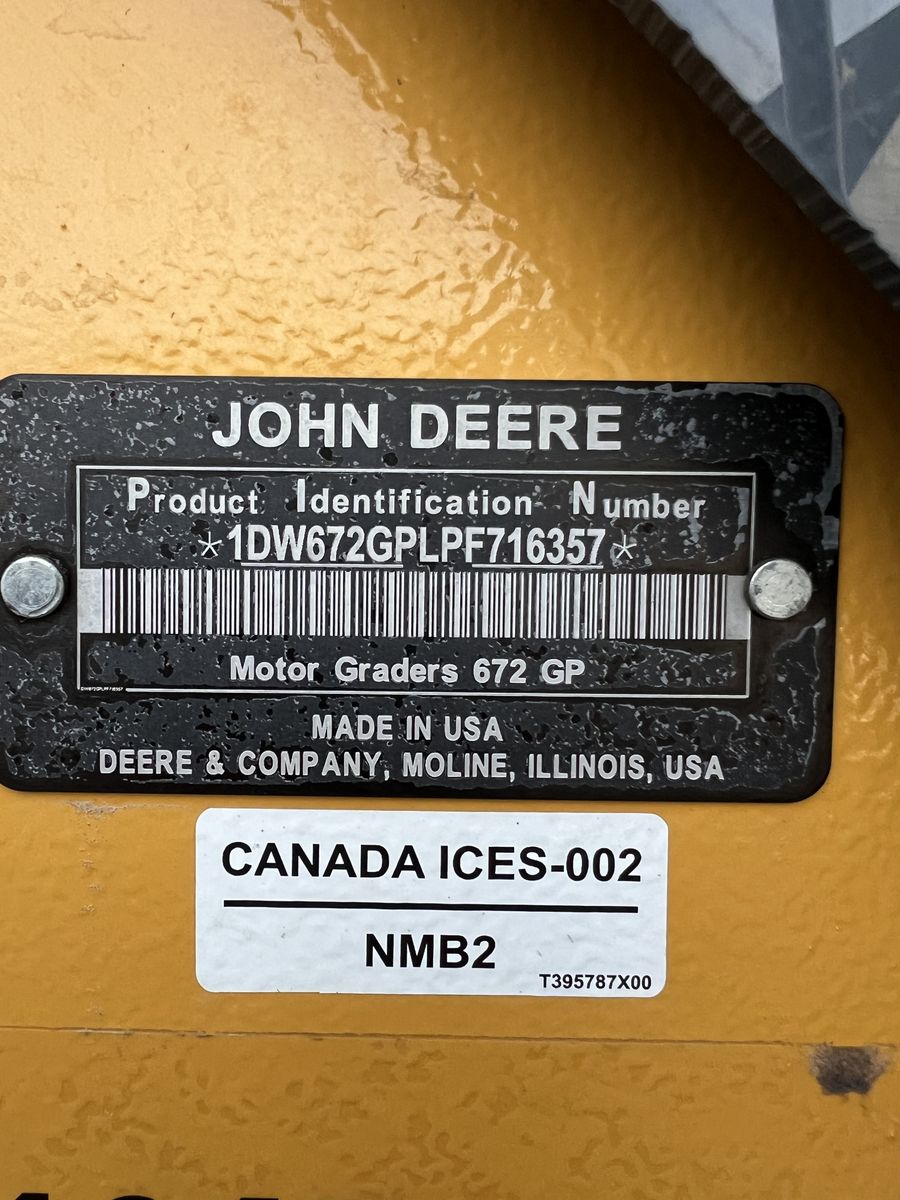 JOHN DEERE
Product Identification Number
*1DW672GPLPF716357*
Motor Graders 672 GP
MADE IN USA
DEERE & COMPANY, MOLINE, ILLINOIS, USA
CANADA ICES-002
NMB2
T395787X00